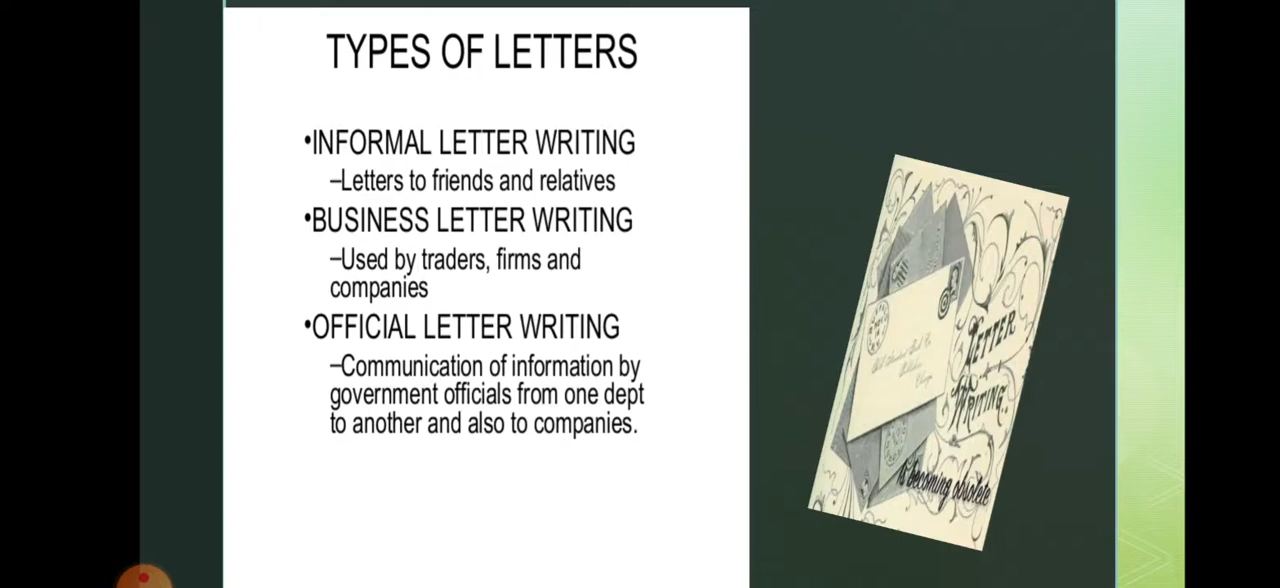 TYPES OF LETTERS
•INFORMAL LETTER WRITING
–Letters to friends and relatives
•BUSINESS LETTER WRITING
–Used by traders, firms and
companies
•OFFICIAL LETTER WRITING
–Communication of information by
government officials from one dept
to another and also to companies.
LETTER
WRITING
is becoming obsolete